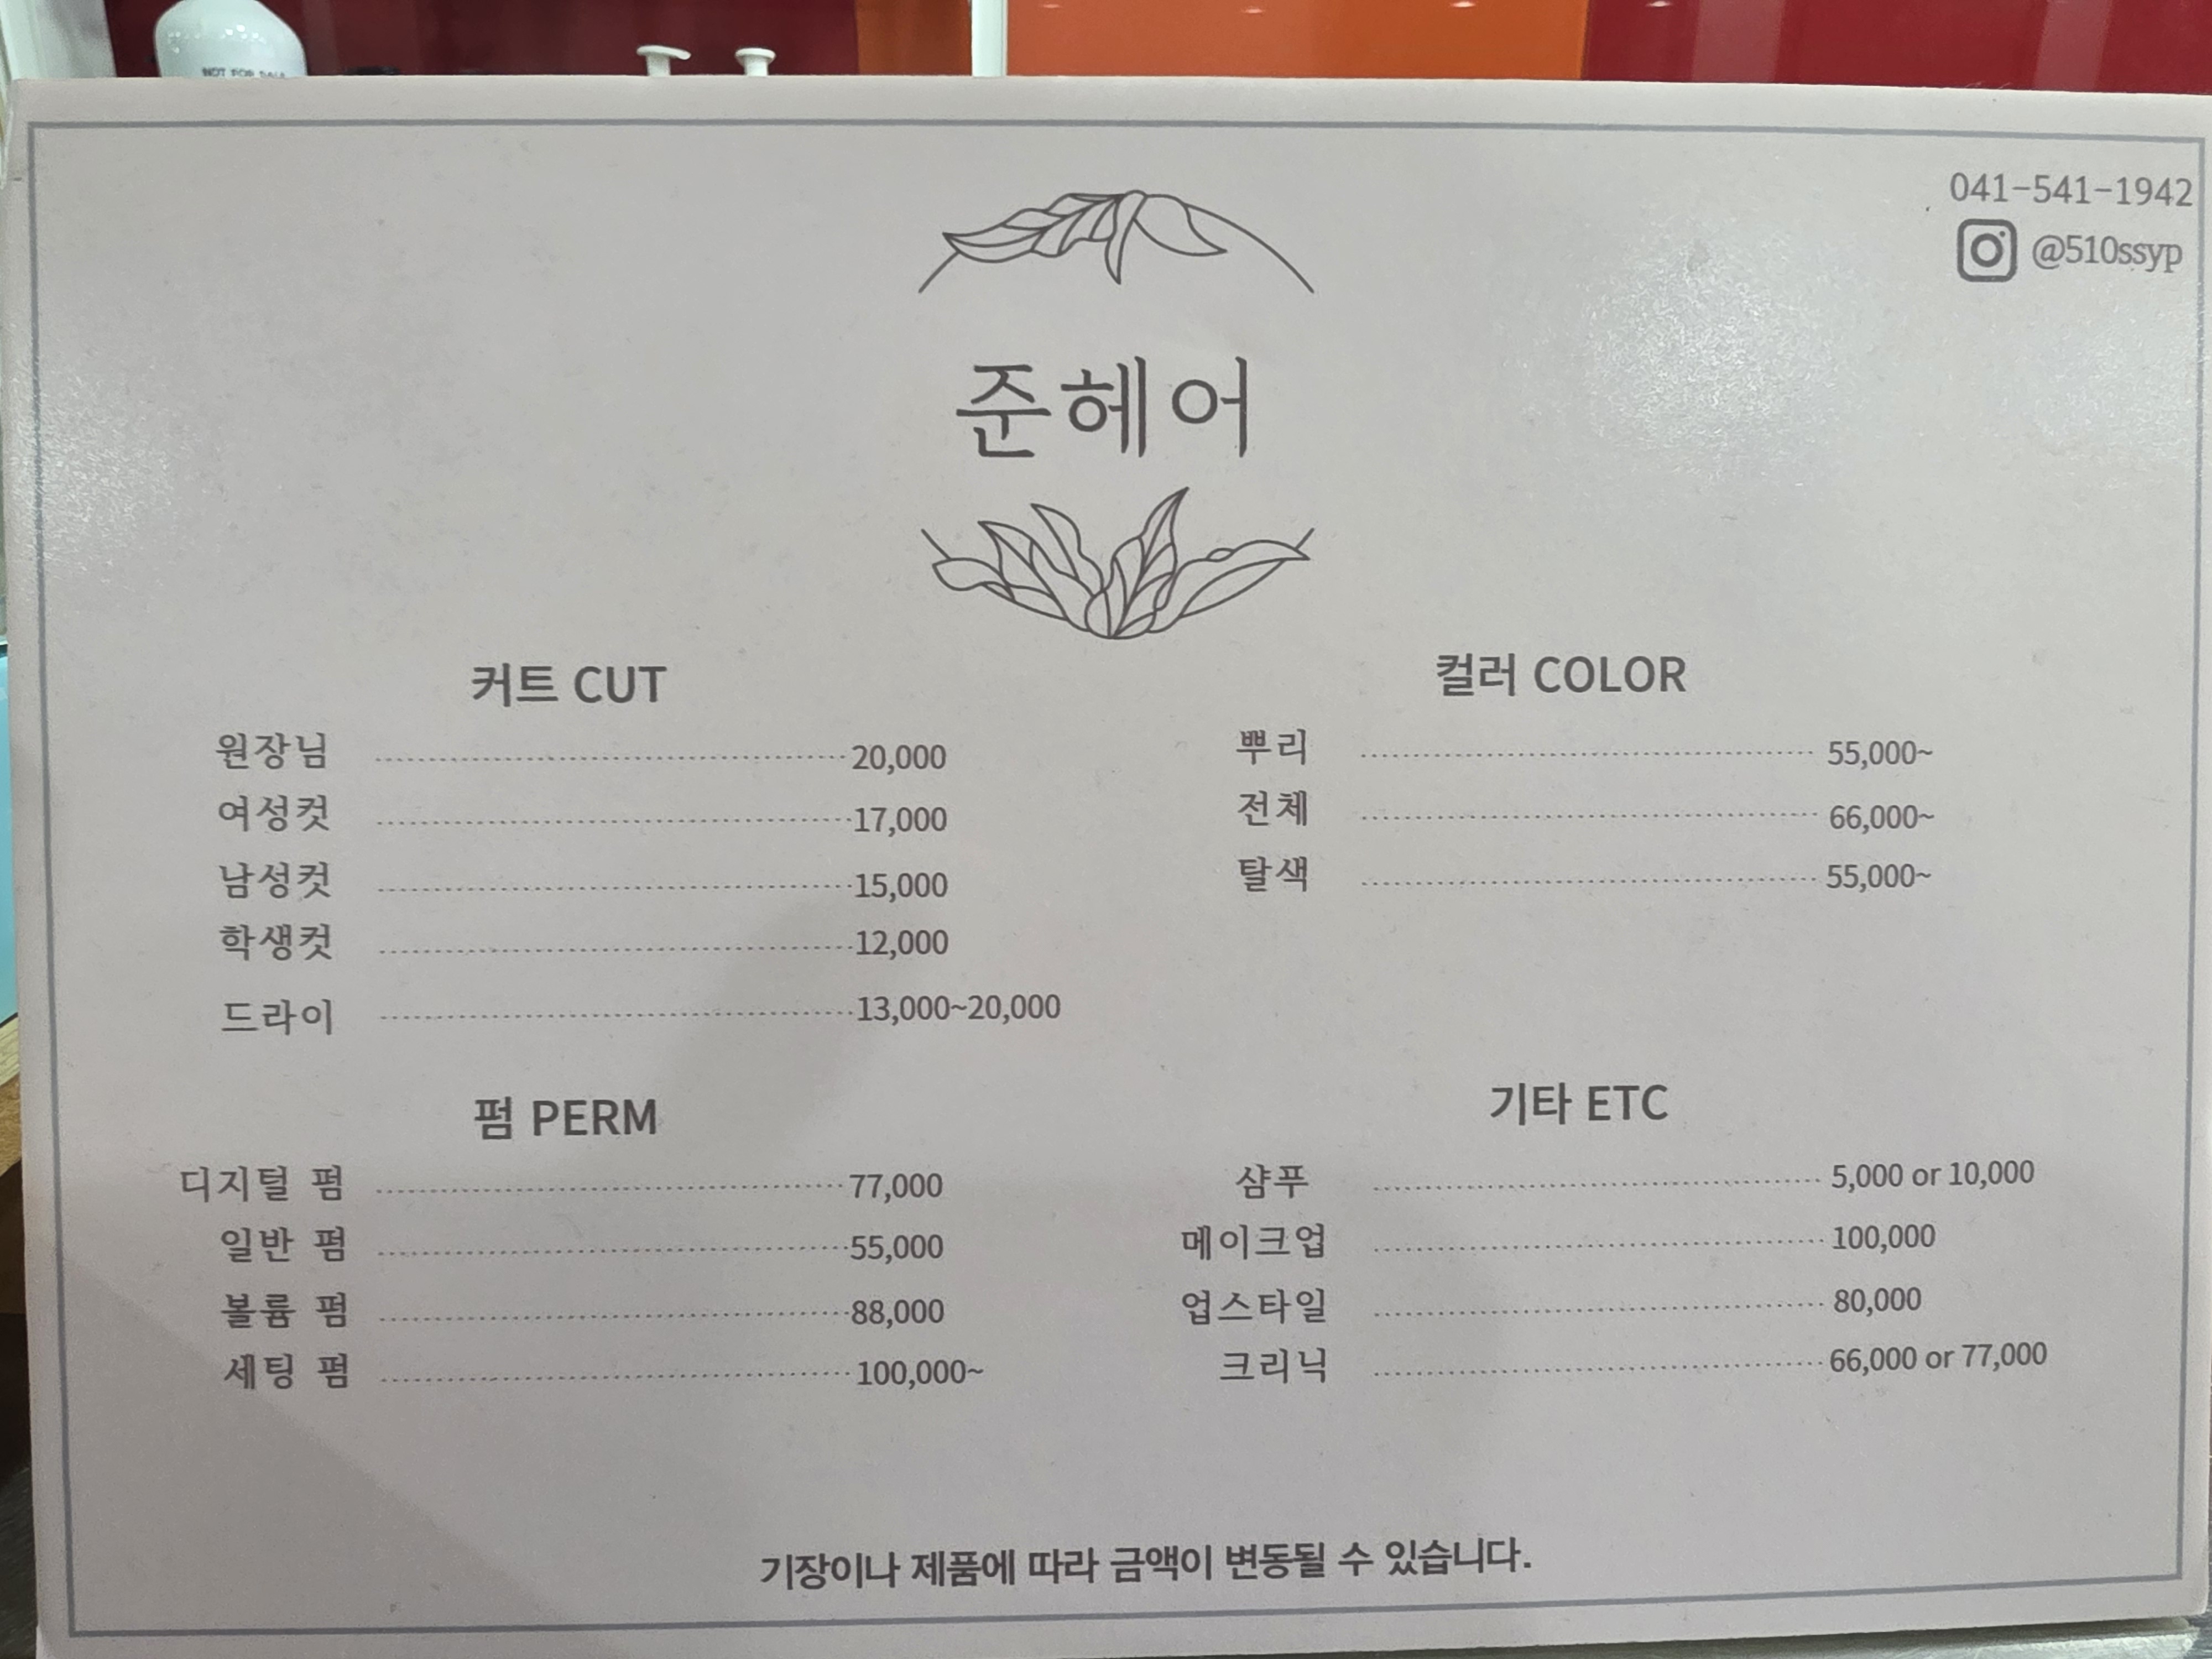 NOT FOR SALE
041-541-1942
@510ssyp
준헤어
커트 CUT
원장님 20,000
여성컷 17,000
남성컷 15,000
학생컷 12,000
드라이 13,000~20,000
컬러 COLOR
뿌리 55,000~
전체 66,000~
탈색 55,000~
펌 PERM
디지털 펌 77,000
일반 펌 55,000
볼륨 펌 88,000
세팅 펌 100,000~
기타 ETC
샴푸 5,000 or 10,000
메이크업 100,000
업스타일 80,000
크리닉 66,000 or 77,000
기장이나 제품에 따라 금액이 변동될 수 있습니다.